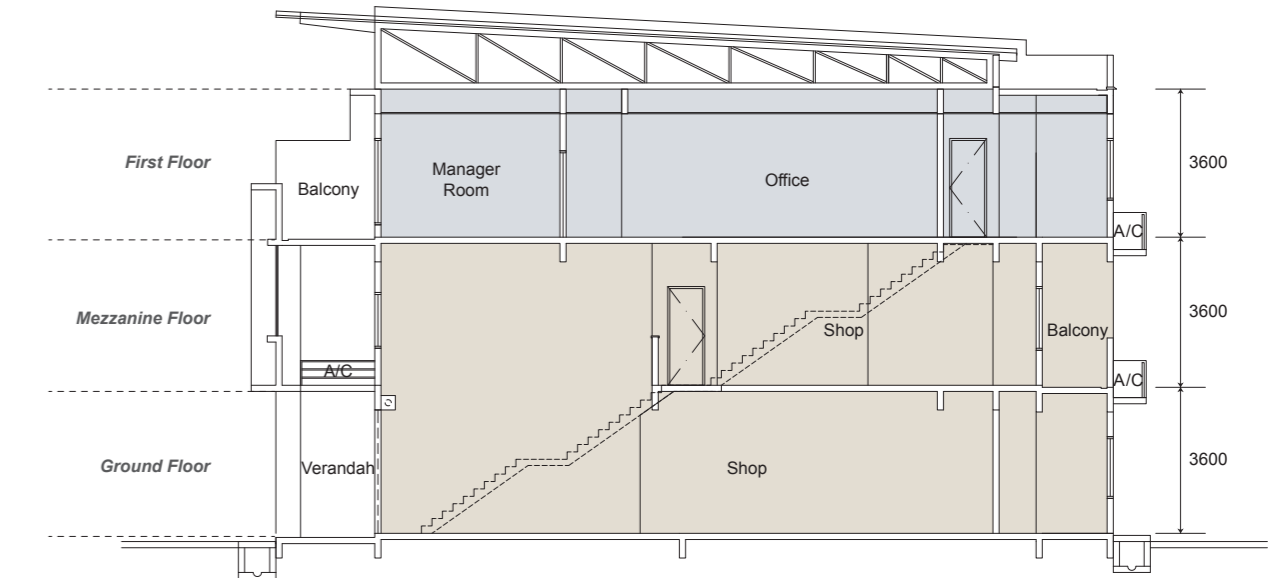 First Floor
Balcony
Manager
Room
Office
A/C
3600
Mezzanine Floor
A/C
Shop
Balcony
A/C
3600
Ground Floor
Verandah
Shop
3600